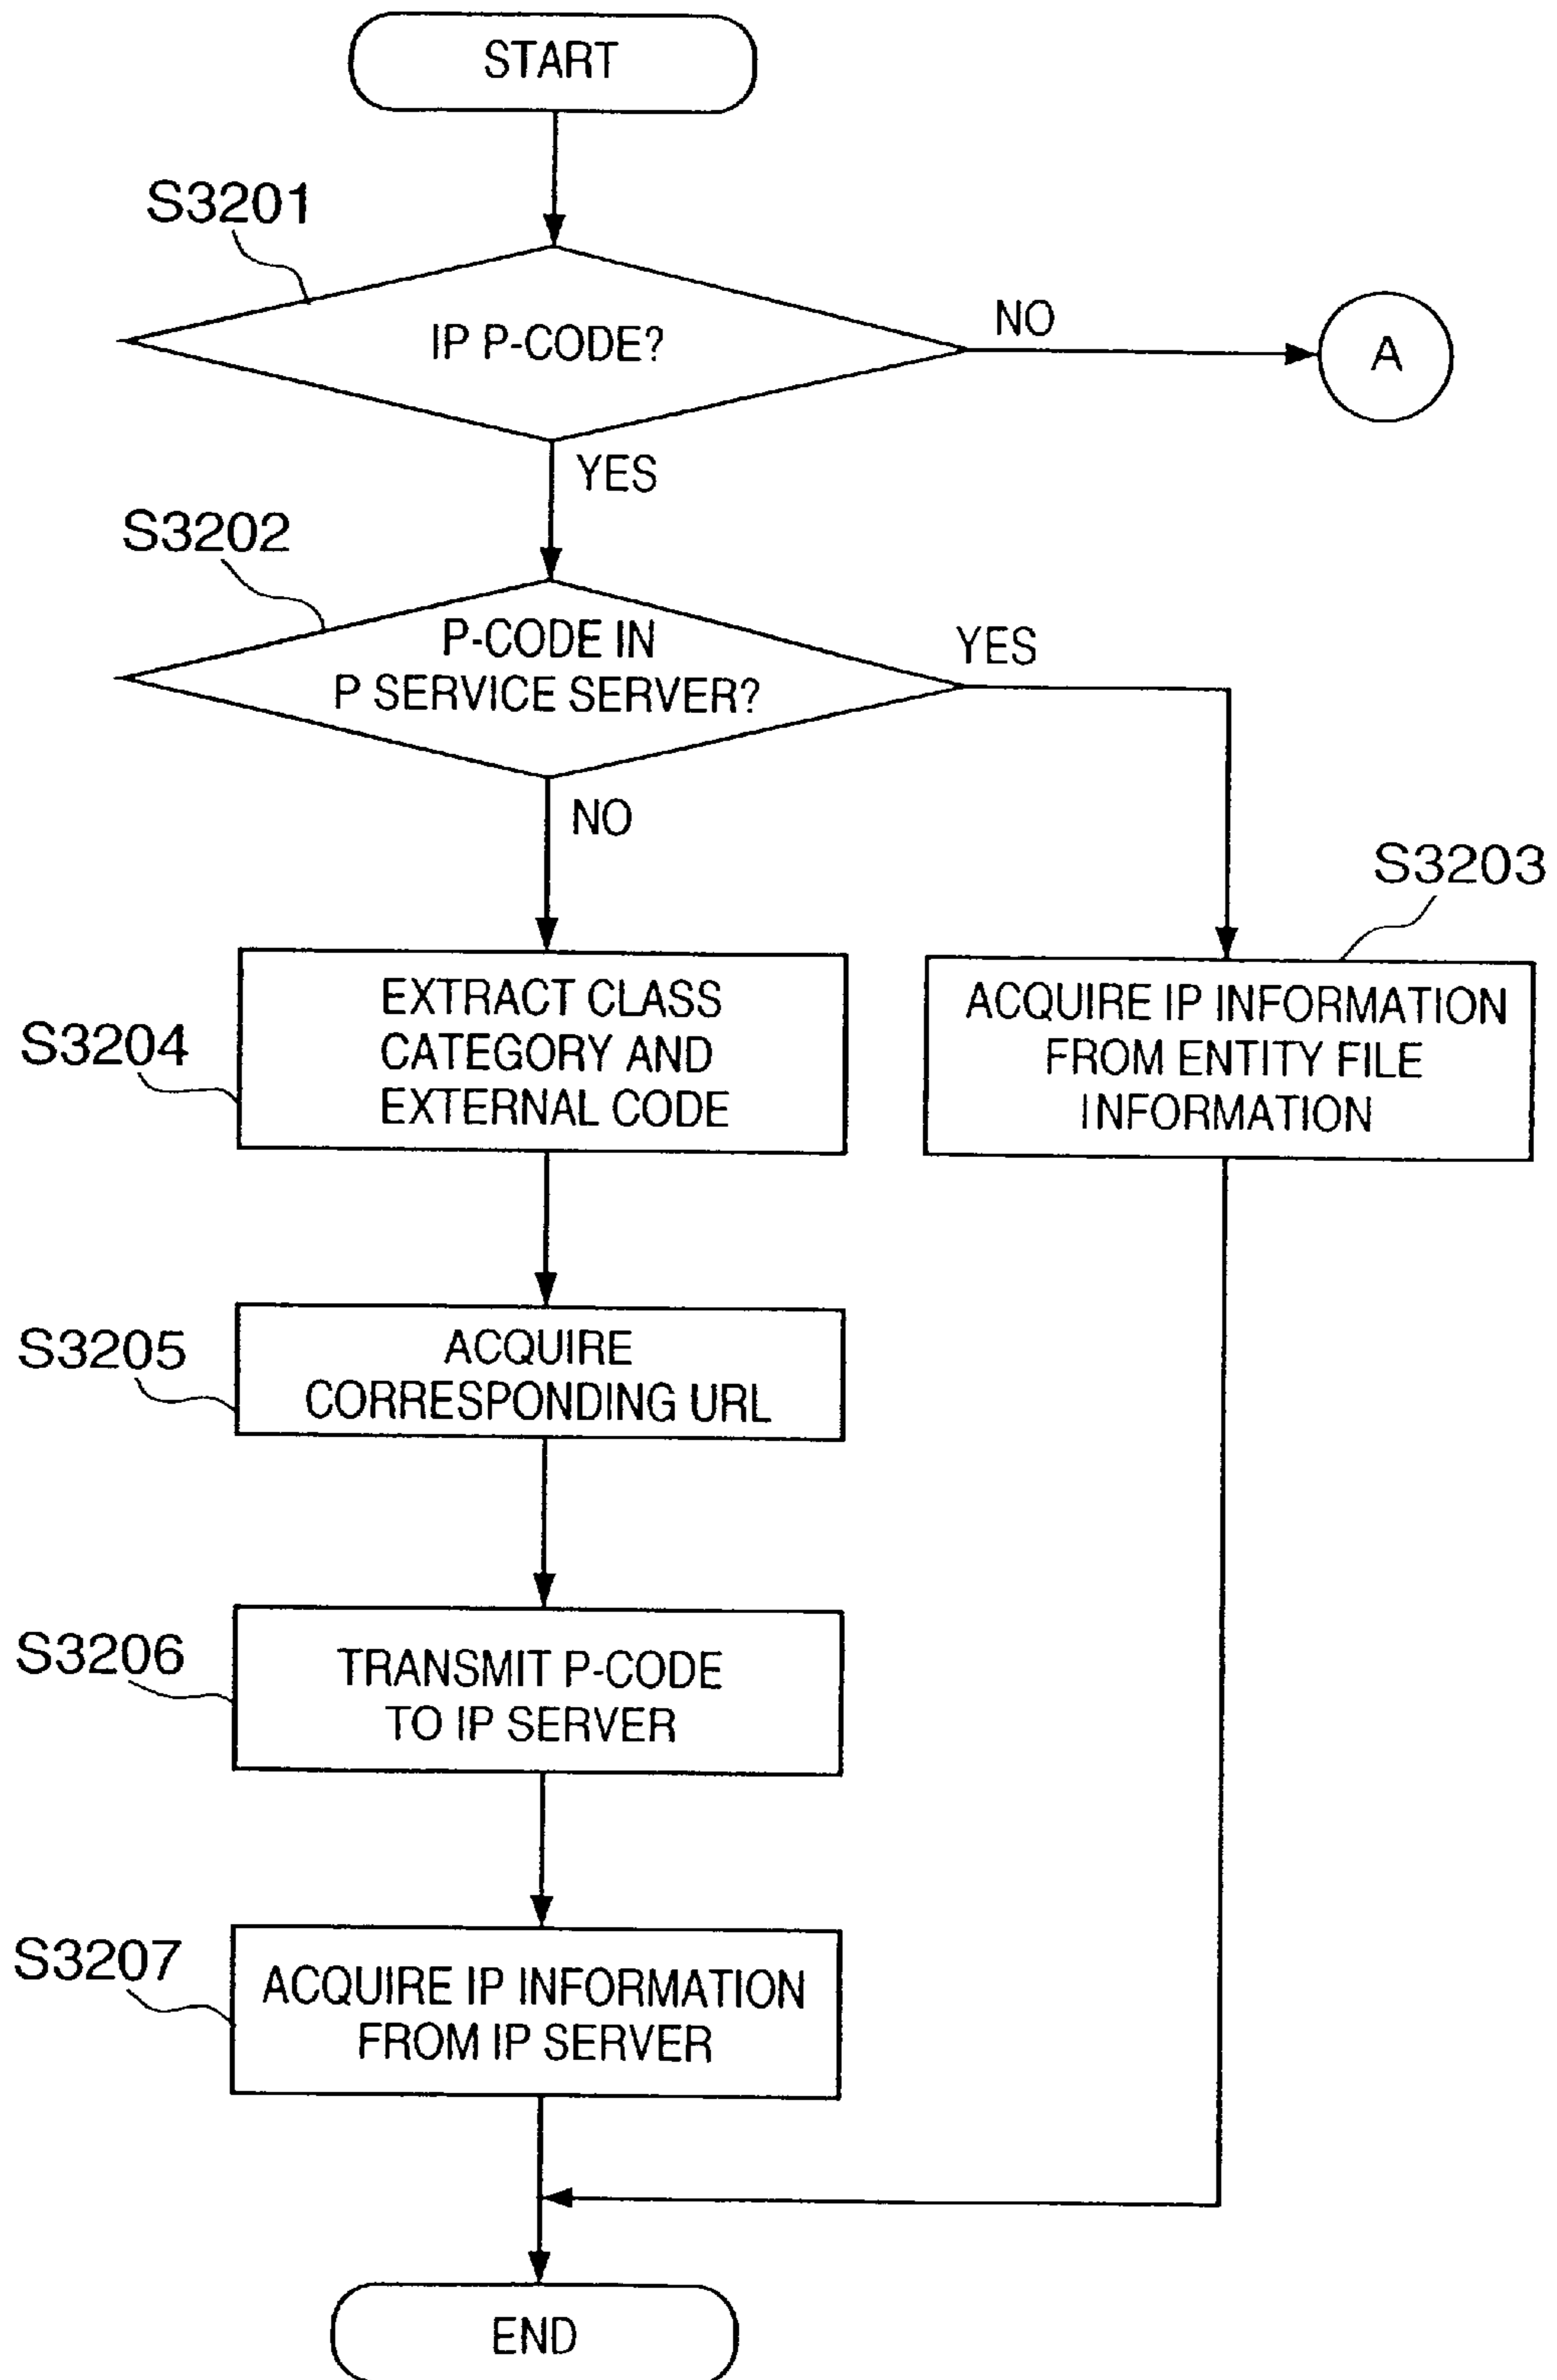 START
S3201
IP P-CODE?
NO
A
YES
S3202
P-CODE IN
P SERVICE SERVER?
YES
NO
S3203
S3204
EXTRACT CLASS
CATEGORY AND
EXTERNAL CODE
ACQUIRE IP INFORMATION
FROM ENTITY FILE
INFORMATION
S3205
ACQUIRE
CORRESPONDING URL
S3206
TRANSMIT P-CODE
TO IP SERVER
S3207
ACQUIRE IP INFORMATION
FROM IP SERVER
END